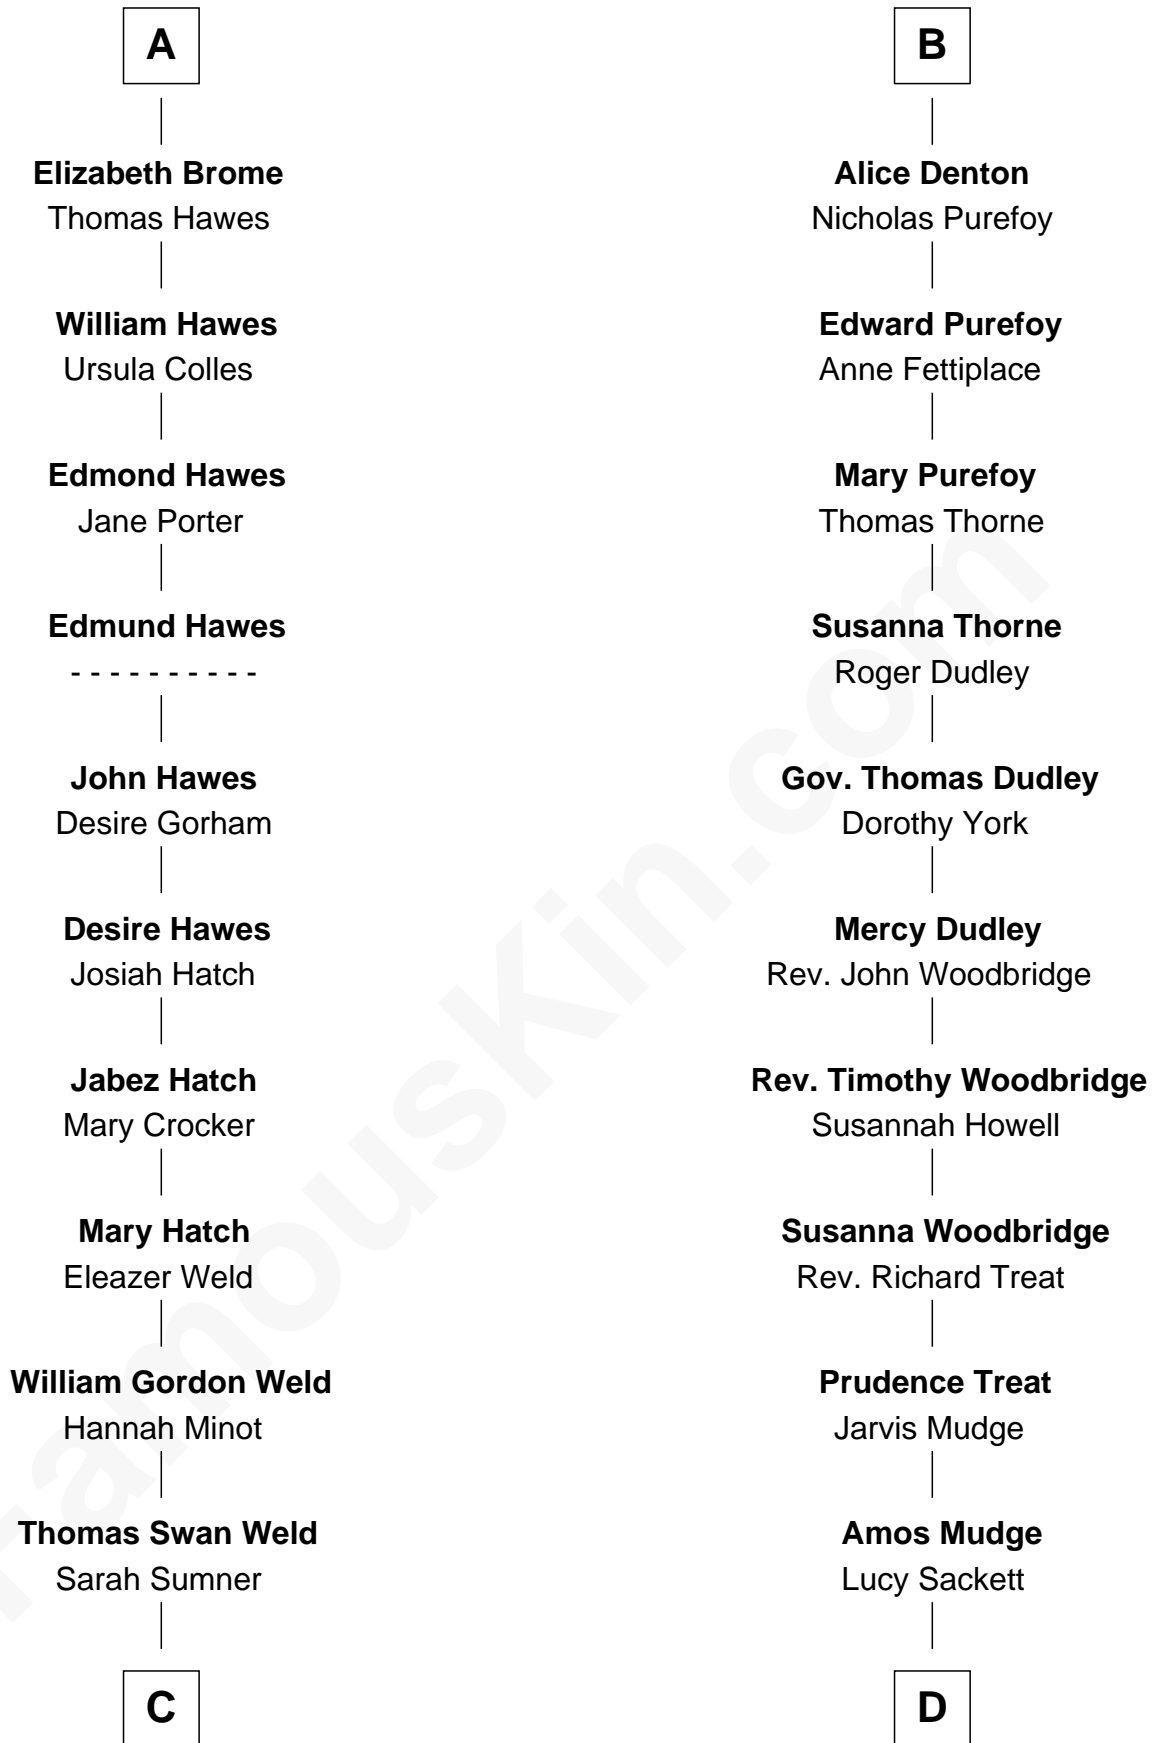 A
Elizabeth Brome
Thomas Hawes
William Hawes
Ursula Colles
Edmond Hawes
Jane Porter
Edmund Hawes
- - - - - - - - - -
John Hawes
Desire Gorham
Desire Hawes
Josiah Hatch
Jabez Hatch
Mary Crocker
Mary Hatch
Eleazer Weld
William Gordon Weld
Hannah Minot
Thomas Swan Weld
Sarah Sumner
C
B
Alice Denton
Nicholas Purefoy
Edward Purefoy
Anne Fettiplace
Mary Purefoy
Thomas Thorne
Susanna Thorne
Roger Dudley
Gov. Thomas Dudley
Dorothy York
Mercy Dudley
Rev. John Woodbridge
Rev. Timothy Woodbridge
Susannah Howell
Susanna Woodbridge
Rev. Richard Treat
Prudence Treat
Jarvis Mudge
Amos Mudge
Lucy Sackett
D
FamousKin.com